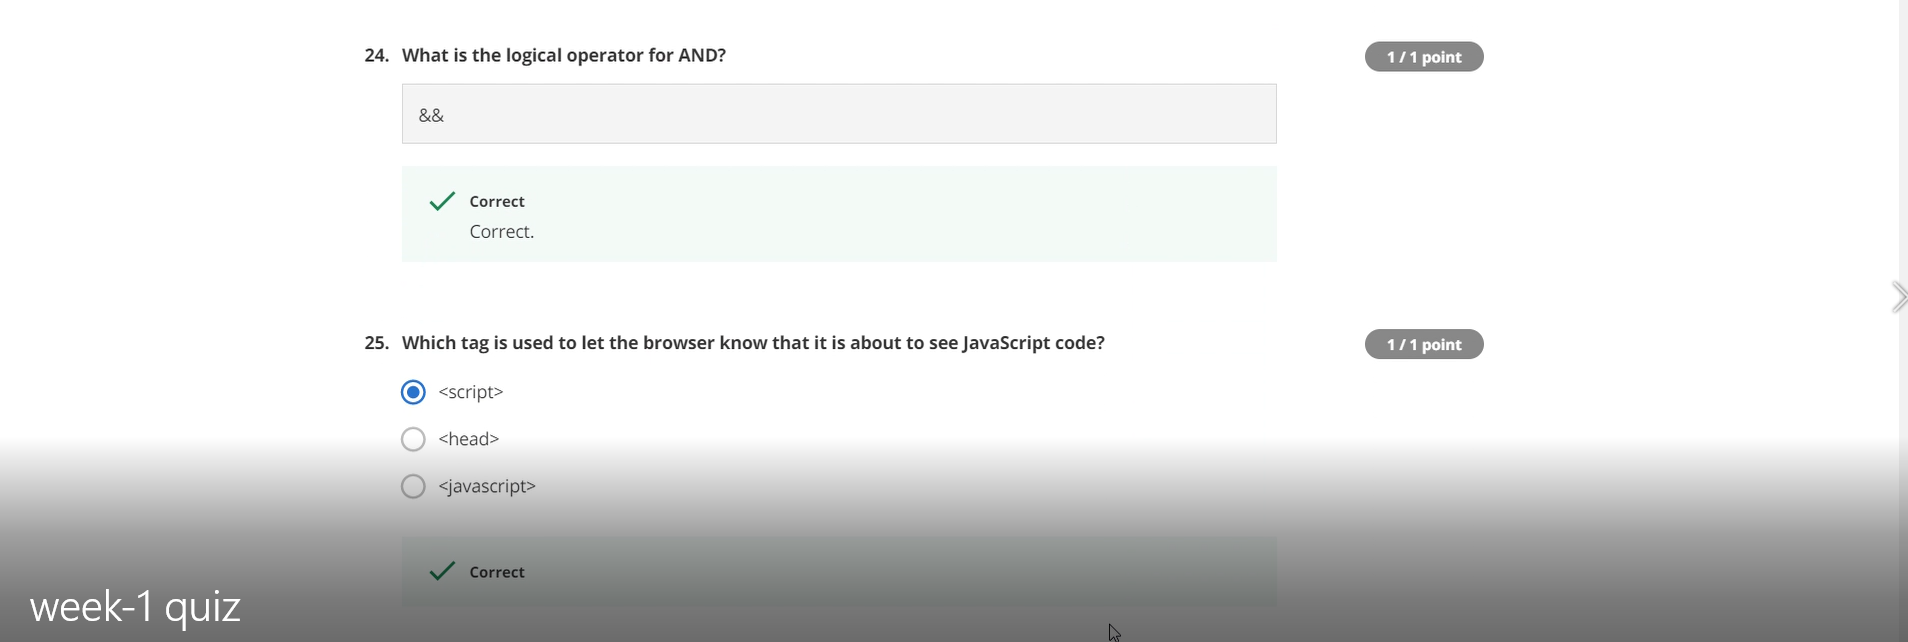 24. What is the logical operator for AND?
1 / 1 point
&&
Correct
Correct.
25. Which tag is used to let the browser know that it is about to see JavaScript code?
1 / 1 point
<script>
<head>
<javascript>
Correct
week-1 quiz